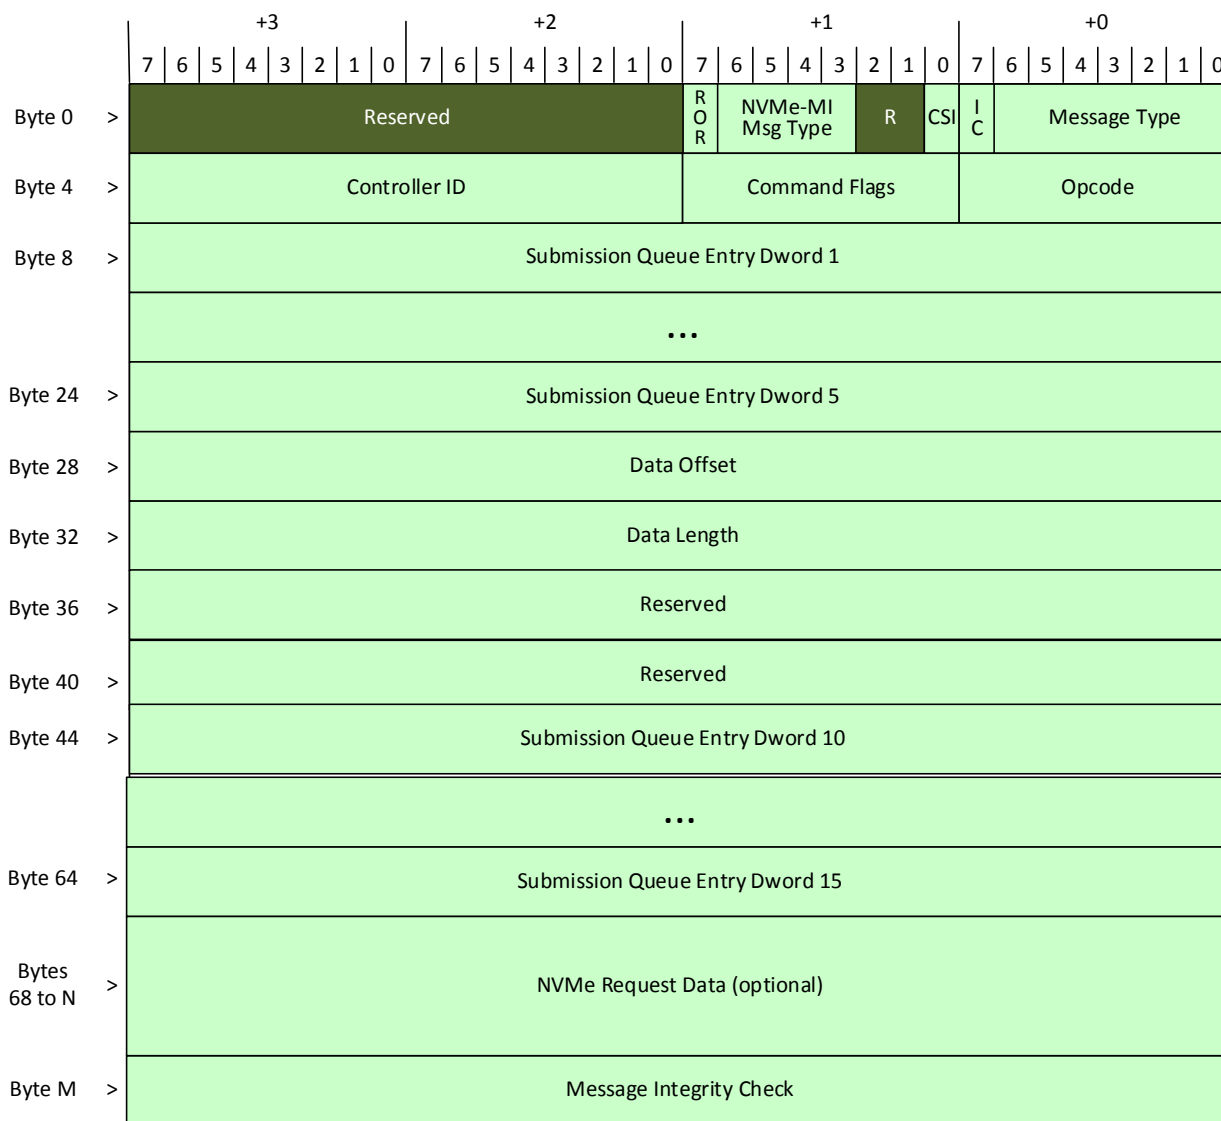 +3 +2 +1 +0
7 6 5 4 3 2 1 0 7 6 5 4 3 2 1 0 7 6 5 4 3 2 1 0 7 6 5 4 3 2 1 0
Byte 0 > Reserved ROR NVMe-MI Msg Type R CSI IC Message Type
Byte 4 > Controller ID Command Flags Opcode
Byte 8 > Submission Queue Entry Dword 1
...
Byte 24 > Submission Queue Entry Dword 5
Byte 28 > Data Offset
Byte 32 > Data Length
Byte 36 > Reserved
Byte 40 > Reserved
Byte 44 > Submission Queue Entry Dword 10
...
Byte 64 > Submission Queue Entry Dword 15
Bytes
68 to N > NVMe Request Data (optional)
Byte M > Message Integrity Check